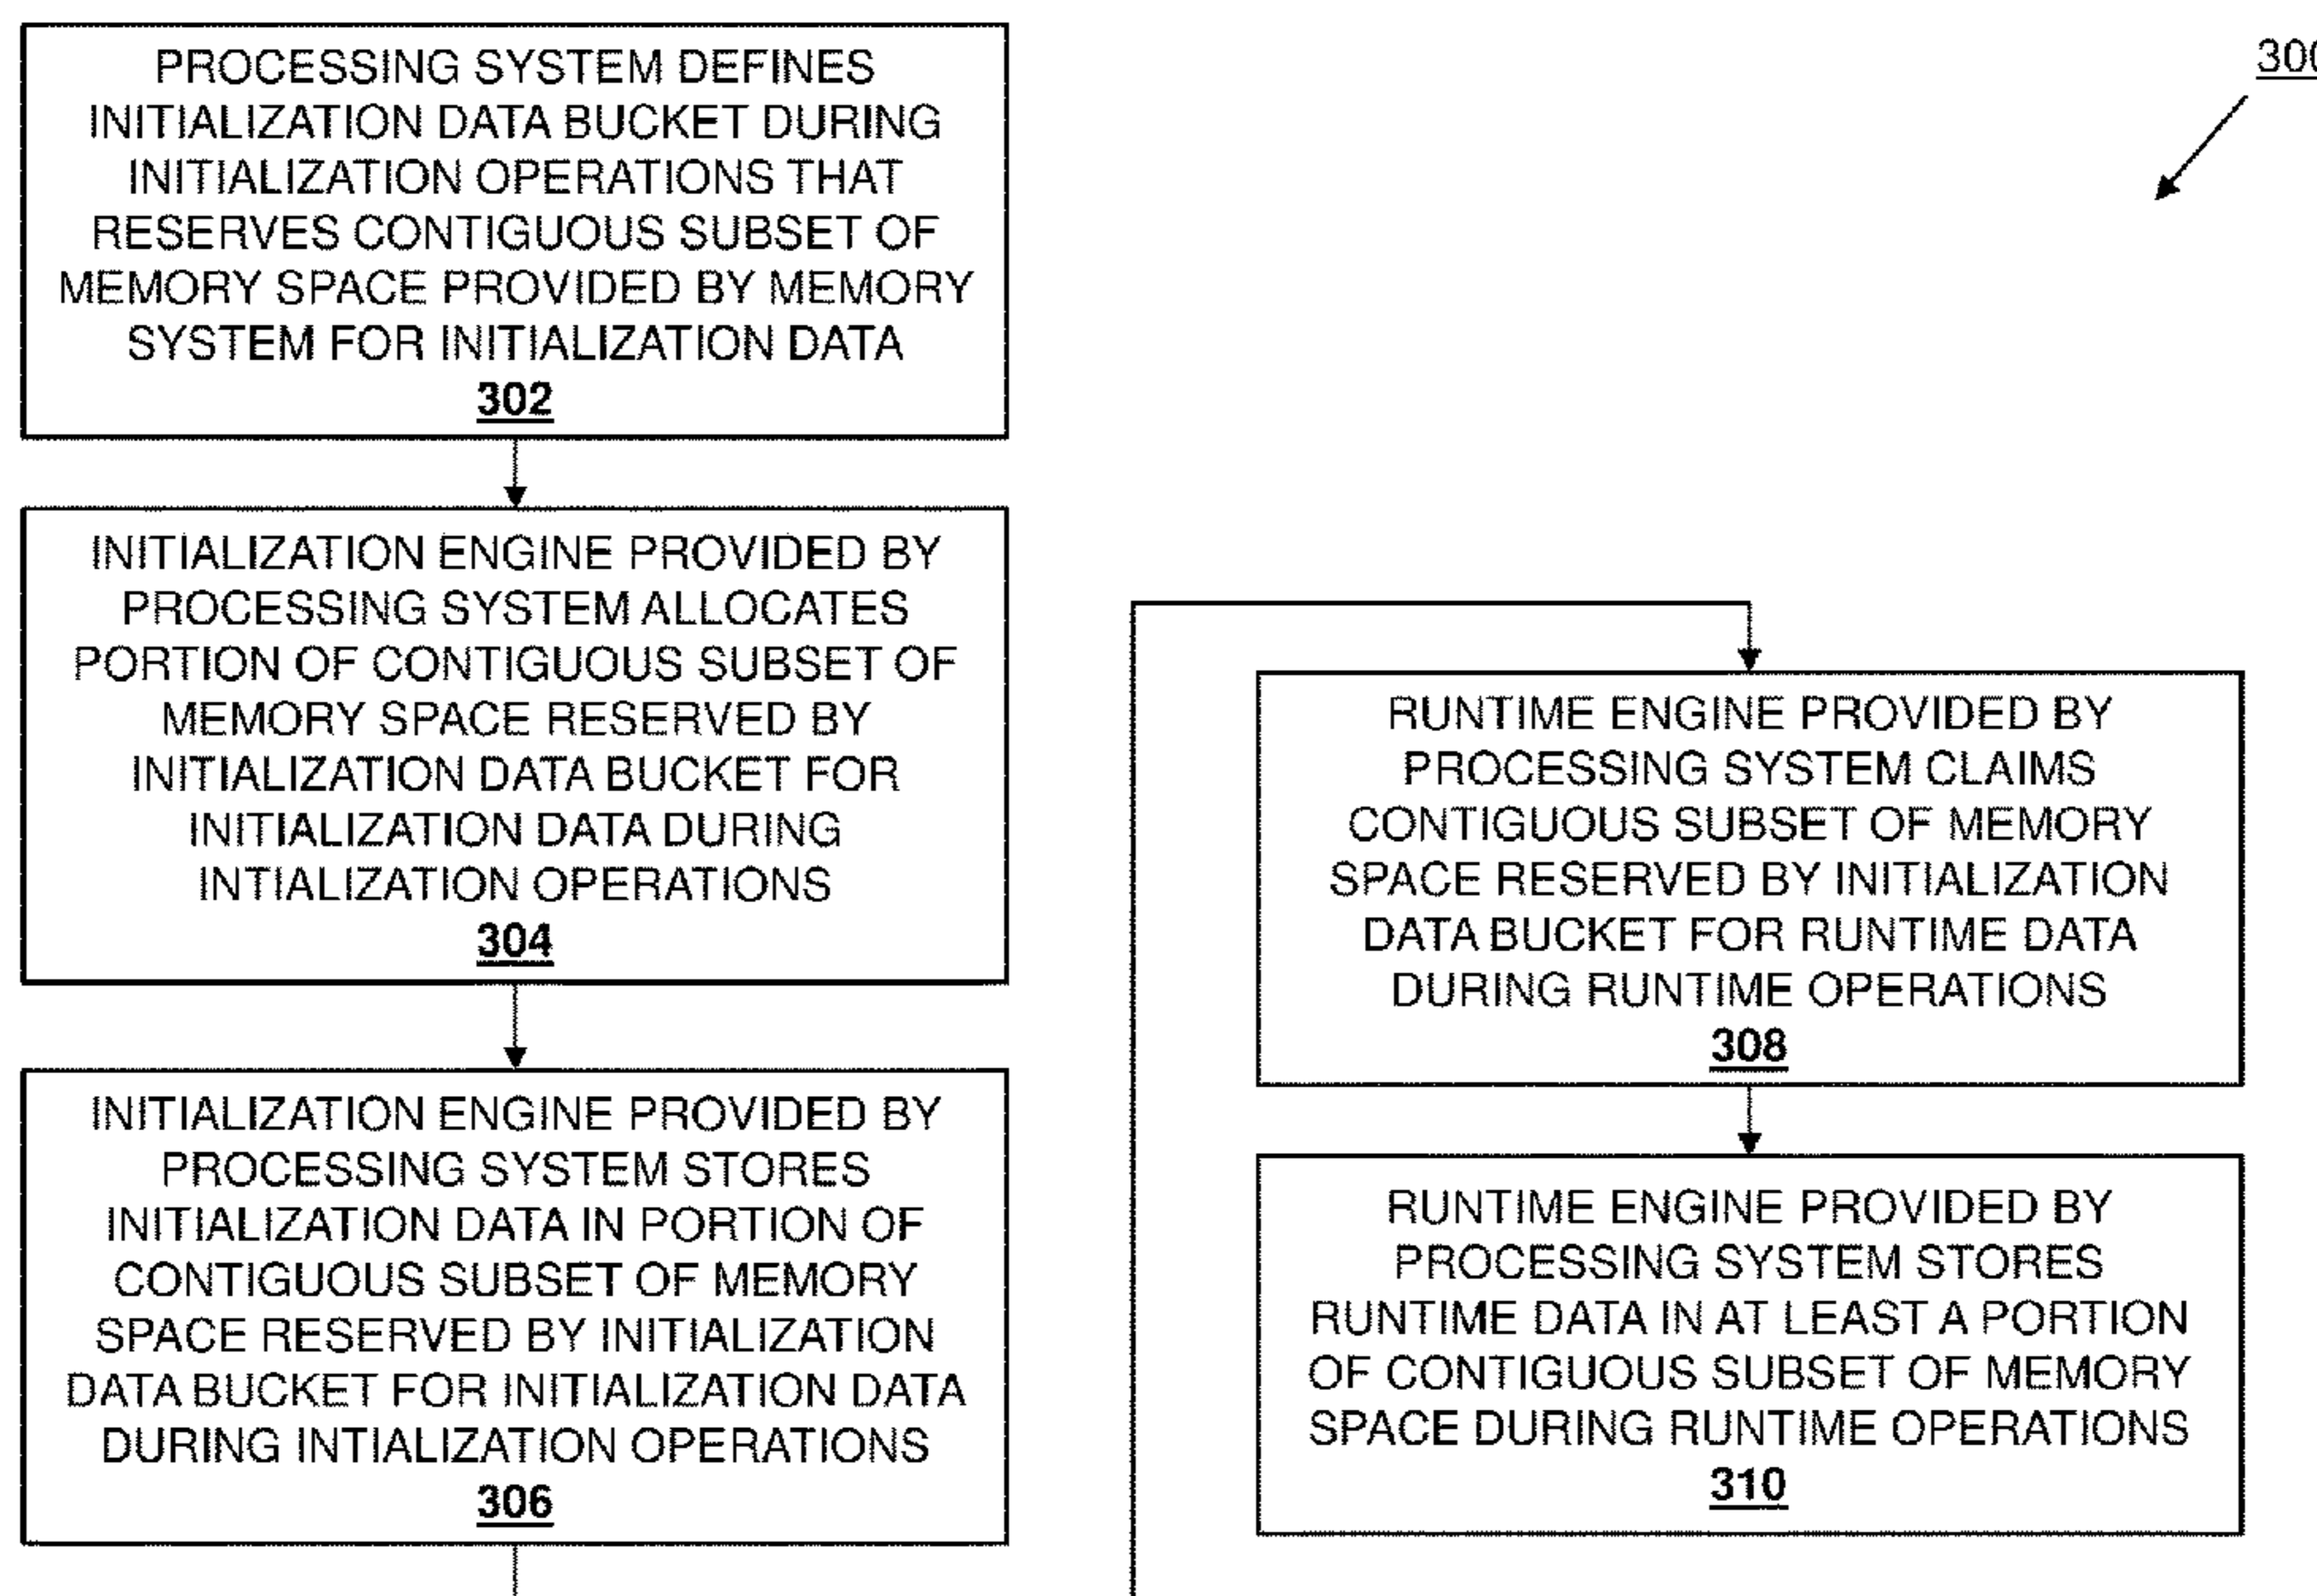 PROCESSING SYSTEM DEFINES
INITIALIZATION DATA BUCKET DURING
INITIALIZATION OPERATIONS THAT
RESERVES CONTIGUOUS SUBSET OF
MEMORY SPACE PROVIDED BY MEMORY
SYSTEM FOR INITIALIZATION DATA
302
INITIALIZATION ENGINE PROVIDED BY
PROCESSING SYSTEM ALLOCATES
PORTION OF CONTIGUOUS SUBSET OF
MEMORY SPACE RESERVED BY
INITIALIZATION DATA BUCKET FOR
INITIALIZATION DATA DURING
INTIALIZATION OPERATIONS
304
INITIALIZATION ENGINE PROVIDED BY
PROCESSING SYSTEM STORES
INITIALIZATION DATA IN PORTION OF
CONTIGUOUS SUBSET OF MEMORY
SPACE RESERVED BY INITIALIZATION
DATA BUCKET FOR INITIALIZATION DATA
DURING INTIALIZATION OPERATIONS
306
300
RUNTIME ENGINE PROVIDED BY
PROCESSING SYSTEM CLAIMS
CONTIGUOUS SUBSET OF MEMORY
SPACE RESERVED BY INITIALIZATION
DATA BUCKET FOR RUNTIME DATA
DURING RUNTIME OPERATIONS
308
RUNTIME ENGINE PROVIDED BY
PROCESSING SYSTEM STORES
RUNTIME DATA IN AT LEAST A PORTION
OF CONTIGUOUS SUBSET OF MEMORY
SPACE DURING RUNTIME OPERATIONS
310